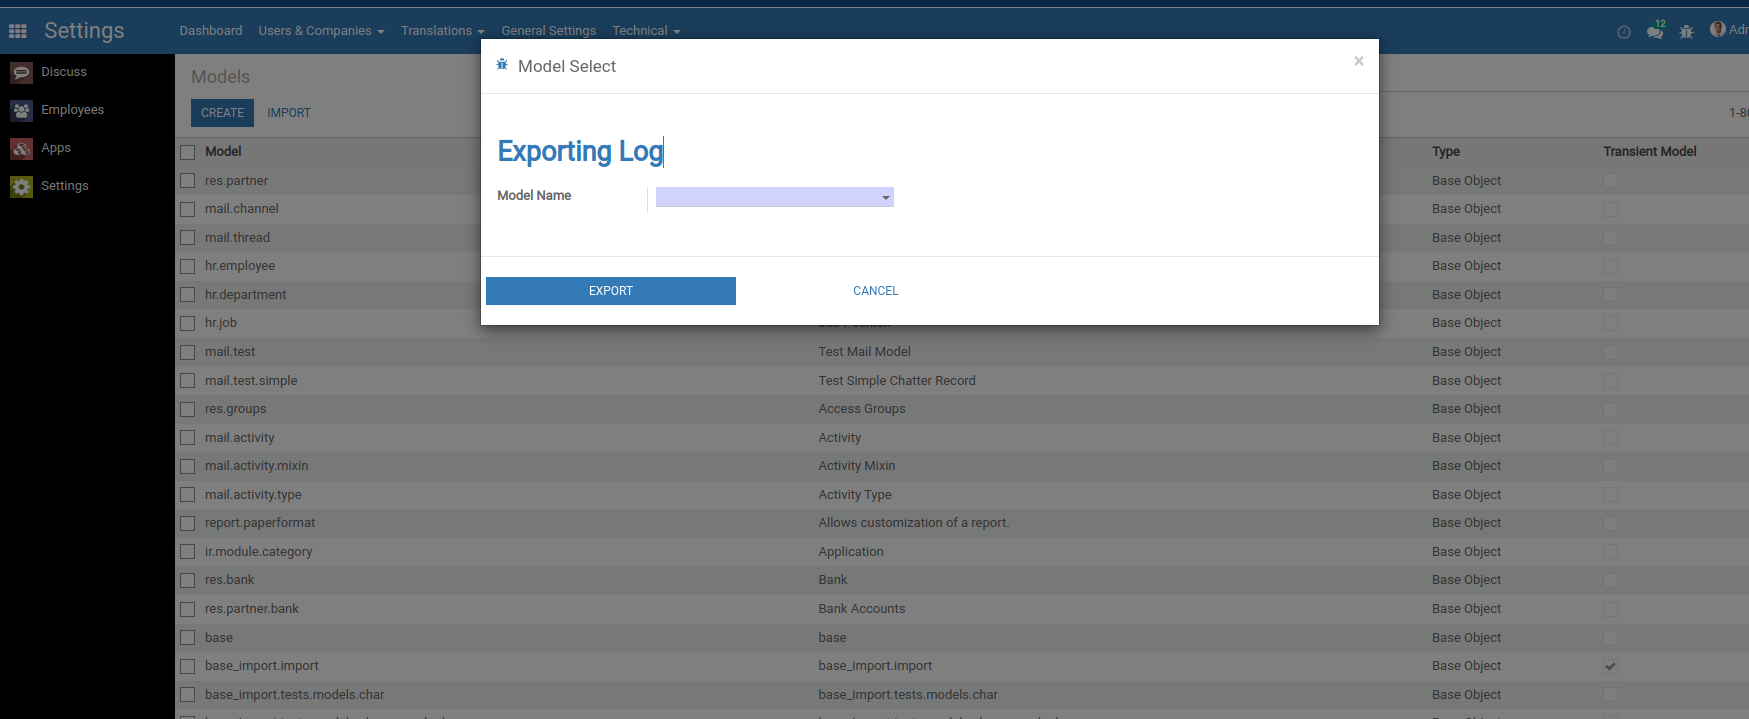 Settings
Dashboard Users & Companies Translations General Settings Technical
12
Discuss
Employees
Apps
Settings
Models
CREATE IMPORT
Model Select
×
Exporting Log
Model Name
EXPORT CANCEL
Model Type Transient Model
res.partner Base Object
mail.channel Base Object
mail.thread Base Object
hr.employee Base Object
hr.department Base Object
hr.job Base Object
mail.test Test Mail Model Base Object
mail.test.simple Test Simple Chatter Record Base Object
res.groups Access Groups Base Object
mail.activity Activity Base Object
mail.activity.mixin Activity Mixin Base Object
mail.activity.type Activity Type Base Object
report.paperformat Allows customization of a report. Base Object
ir.module.category Application Base Object
res.bank Bank Base Object
res.partner.bank Bank Accounts Base Object
base base Base Object
base_import.import base_import.import Base Object
base_import.tests.models.char base_import.tests.models.char Base Object